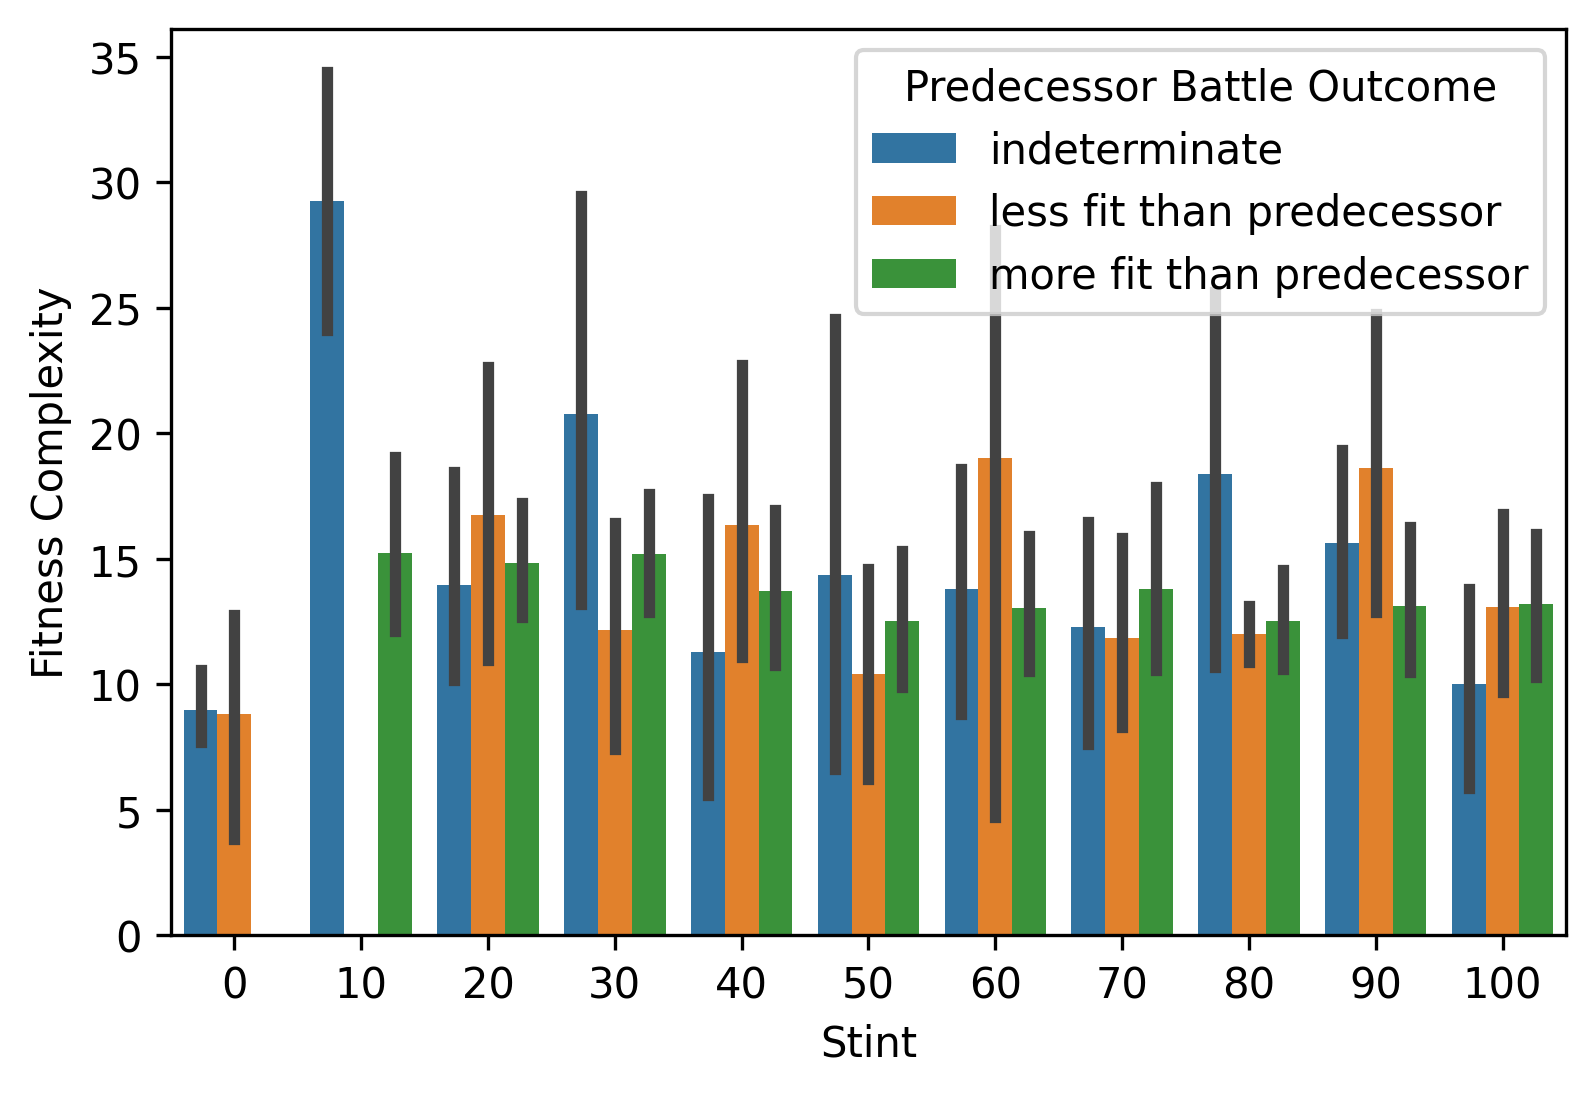 35
30
25
20
15
10
5
0
Fitness Complexity
Predecessor Battle Outcome
indeterminate
less fit than predecessor
more fit than predecessor
0 10 20 30 40 50 60 70 80 90 100
Stint